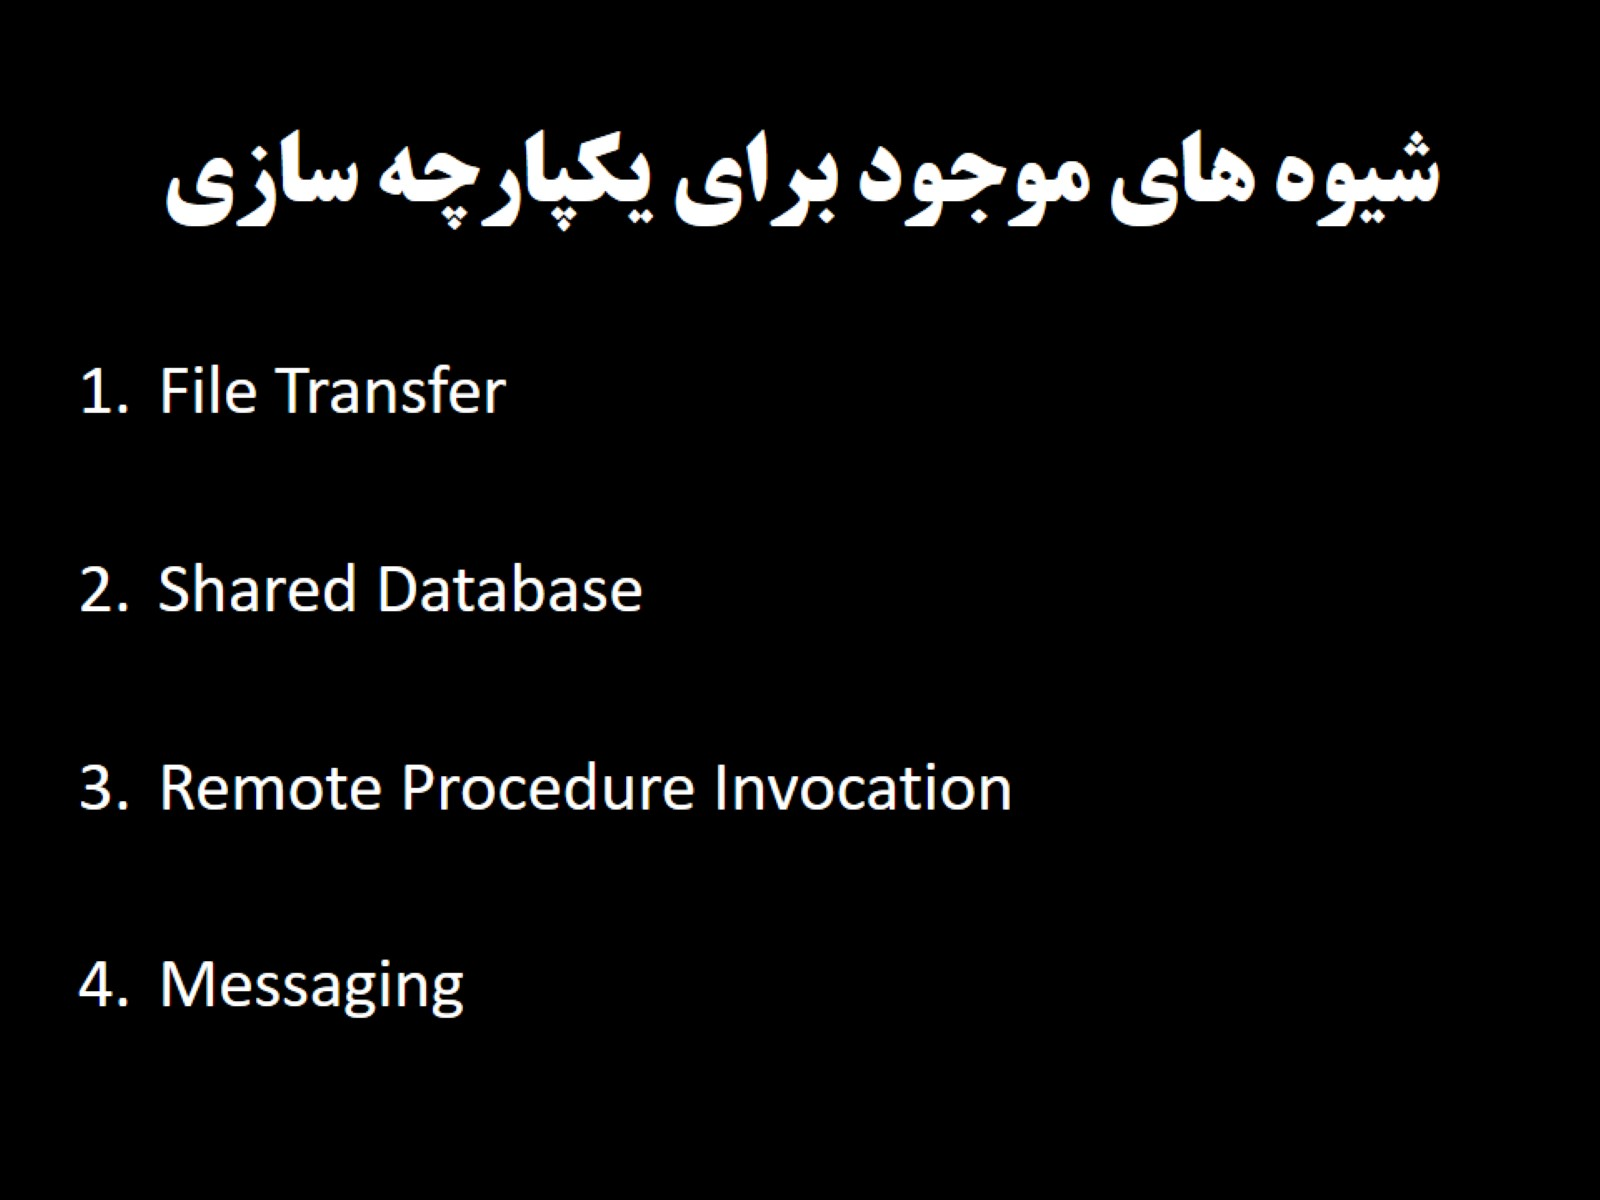 شیوه های موجود برای یکپارچه سازی
1. File Transfer
2. Shared Database
3. Remote Procedure Invocation
4. Messaging